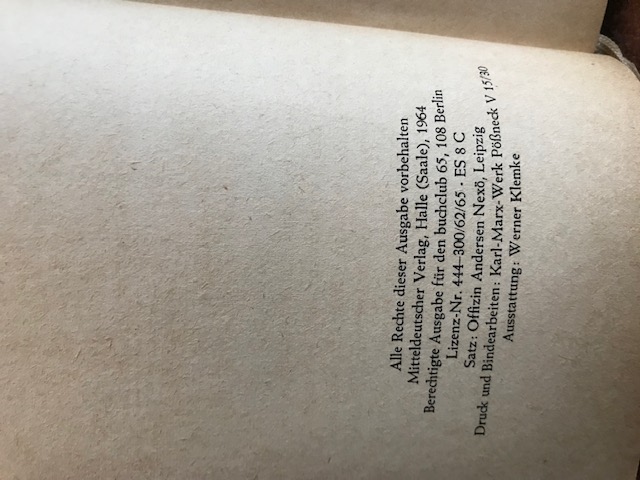 Alle Rechte dieser Ausgabe vorbehalten
Mitteldeutscher Verlag, Halle (Saale), 1964
Berechtigte Ausgabe für den buchclub 65, 108 Berlin
Lizenz-Nr. 444-300/62/65 · ES 8 C
Satz: Offizin Andersen Nexö, Leipzig
Druck und Bindearbeiten: Karl-Marx-Werk Pößneck V 15/30
Ausstattung: Werner Klemke